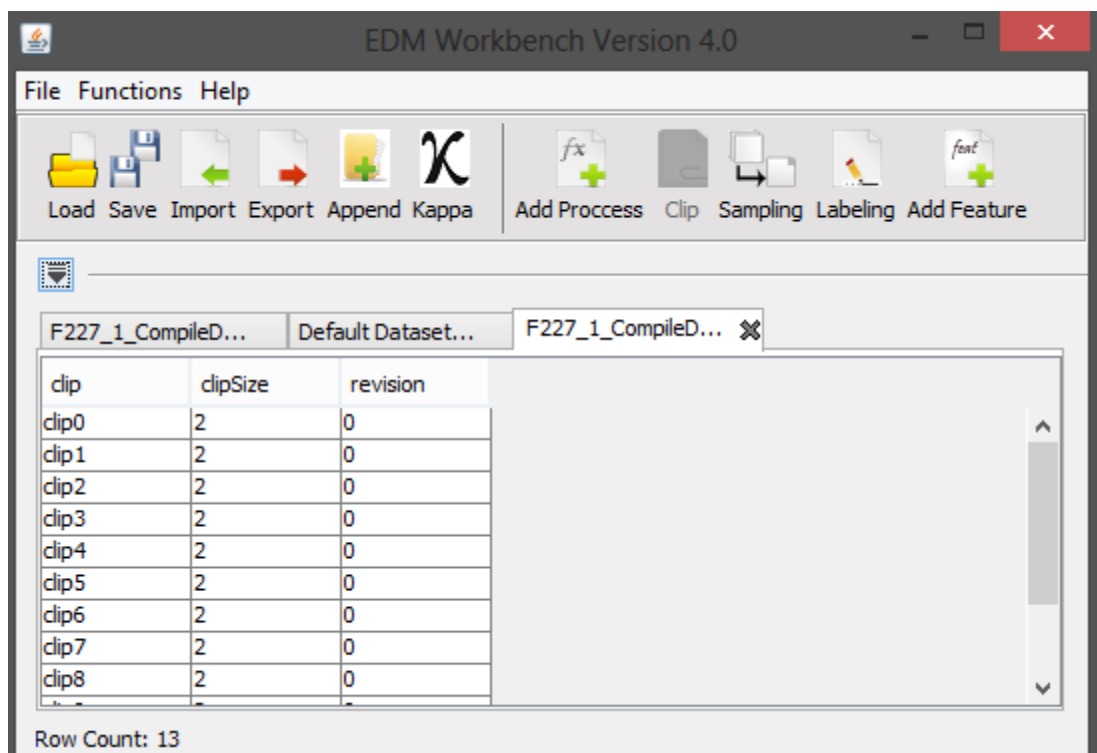 EDM Workbench Version 4.0
File Functions Help
fx feat
Load Save Import Export Append Kappa Add Proccess Clip Sampling Labeling Add Feature
F227_1_CompileD... Default Dataset... F227_1_CompileD...
clip clipSize revision
clip0 2 0
clip1 2 0
clip2 2 0
clip3 2 0
clip4 2 0
clip5 2 0
clip6 2 0
clip7 2 0
clip8 2 0
Row Count: 13